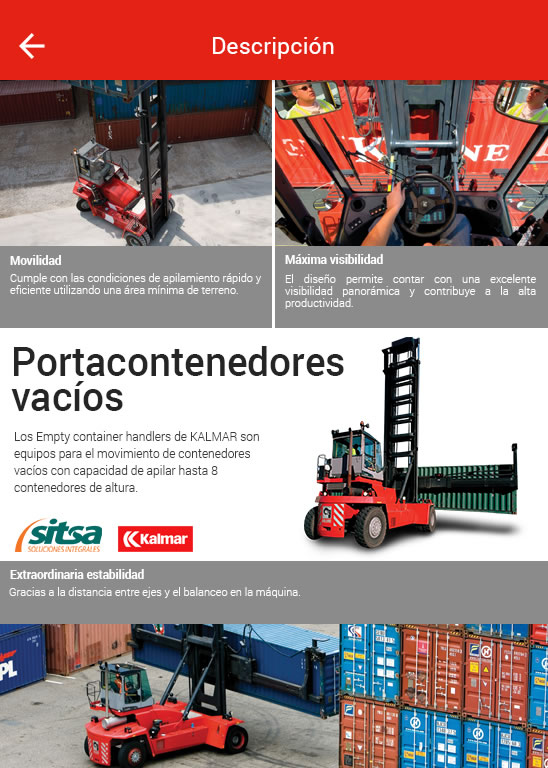 Descripción
Movilidad
Cumple con las condiciones de apilamiento rápido y
eficiente utilizando una área mínima de terreno.
Máxima visibilidad
El diseño permite contar con una excelente
visibilidad panorámica y contribuye a la alta
productividad.
Portacontenedores
vacíos
Los Empty container handlers de KALMAR son
equipos para el movimiento de contenedores
vacíos con capacidad de apilar hasta 8
contenedores de altura.
sitsa
SOLUCIONES INTEGRALES
Kalmar
Extraordinaria estabilidad
Gracias a la distancia entre ejes y el balanceo en la máquina.